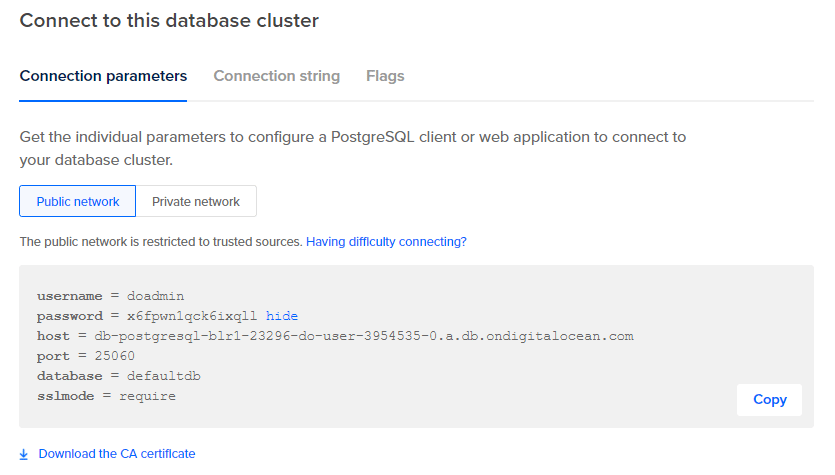 Connect to this database cluster
Connection parameters Connection string Flags
Get the individual parameters to configure a PostgreSQL client or web application to connect to
your database cluster.
Public network Private network
The public network is restricted to trusted sources. Having difficulty connecting?
username = doadmin
password = x6fpwn1qck6ixqll hide
host = db-postgresql-blr1-23296-do-user-3954535-0.a.db.ondigitalocean.com
port = 25060
database = defaultdb
sslmode = require
Copy
Download the CA certificate